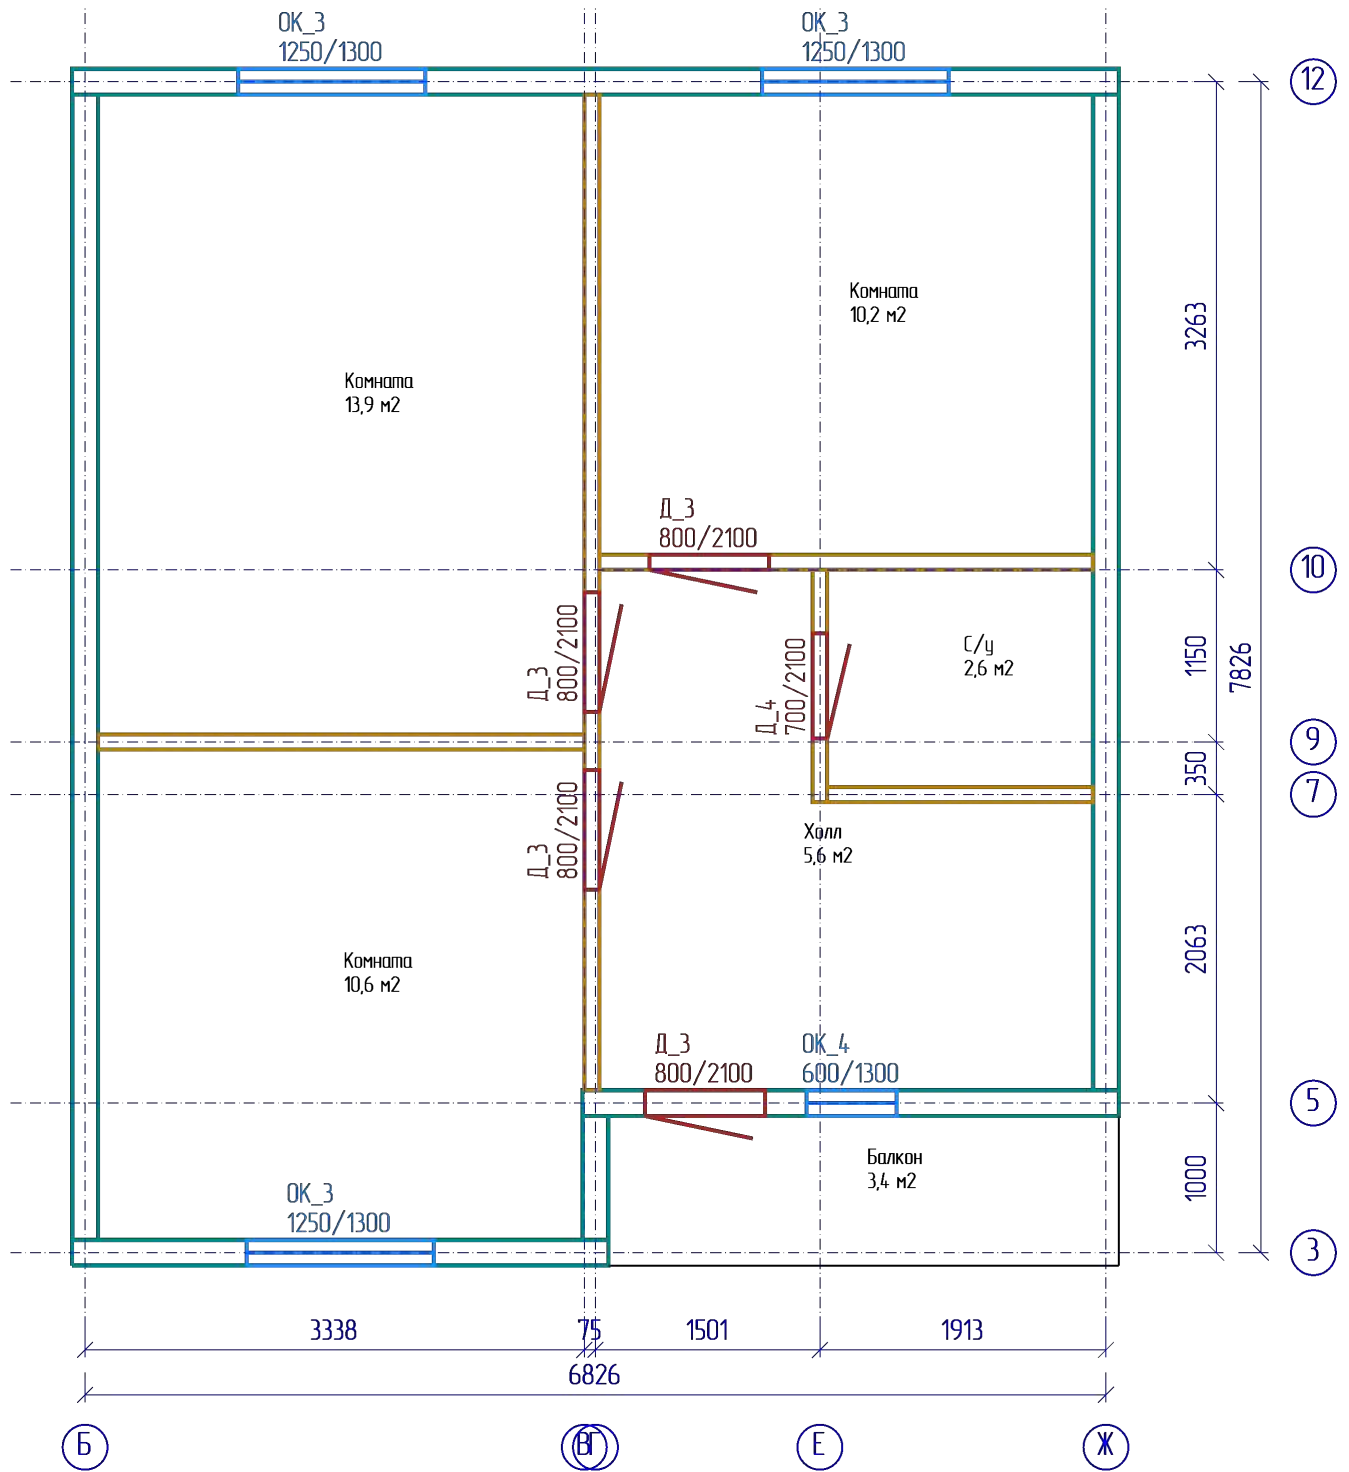 ОК_3
1250/1300
ОК_3
1250/1300
12
Комната
10,2 м2
3263
Комната
13,9 м2
Д_3
800/2100
10
Д_3
800/2100
Д_4
700/2100
С/у
2,6 м2
1150
7826
9
350
7
Д_3
800/2100
Холл
5,6 м2
Комната
10,6 м2
2063
Д_3
800/2100
ОК_4
600/1300
5
Балкон
3,4 м2
1000
ОК_3
1250/1300
3
3338
75
1501
1913
6826
Б
В
Г
Е
Ж